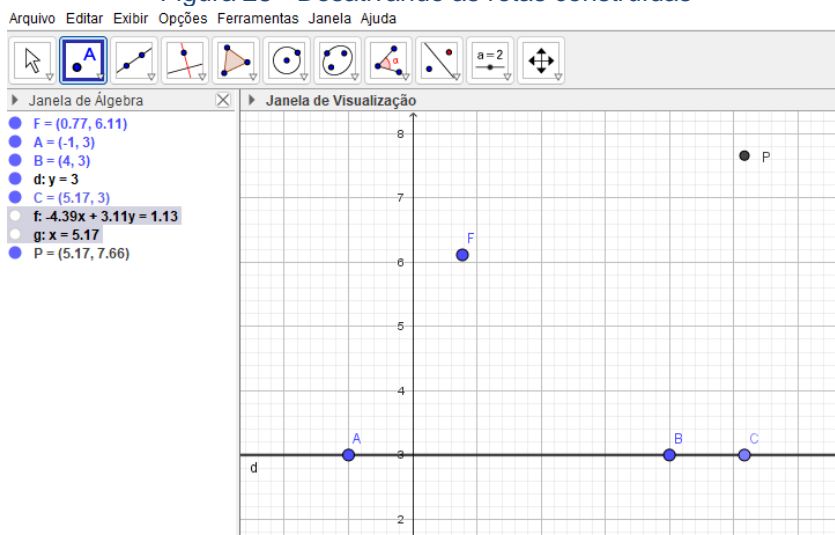 Arquivo Editar Exibir Opções Ferramentas Janela Ajuda
A
α
a=2
Janela de Álgebra
Janela de Visualização
F = (0.77, 6.11)
A = (-1, 3)
B = (4, 3)
d: y = 3
C = (5.17, 3)
f: -4.39x + 3.11y = 1.13
g: x = 5.17
P = (5.17, 7.66)
8
P
7
F
6
5
4
A
B
C
3
d
2